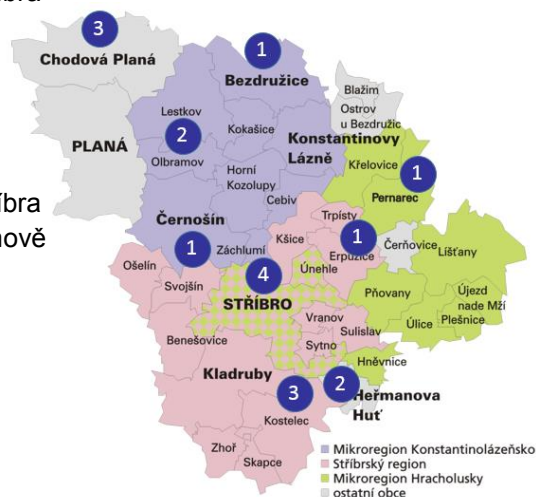 íbra
nově
3
Chodová Planá
1
Bezdružice
Blažim
Ostrov
u Bezdružic
Lestkov
2
Kokašice
Konstantinovy
Lázně
PLANÁ
Olbramov
Křelovice
1
Horní
Kozolupy
Pernarec
Cebiv
Trpísty
Černošín
1
Záchlumí
Kšice
1
Erpužice
Černovice
Líšťany
Ošelín
Svojšín
4
Únehle
STŘÍBRO
Pňovany
Újezd
nade Mží
Vranov
Sulislav
Úlice
Plešnice
Benešovice
Sytno
Hněvnice
Kladruby
3
2
Heřmanova
Huť
Kostelec
Zhoř
Skapce
Mikroregion Konstantinolázeňsko
Stříbrský region
Mikroregion Hracholusky
ostatní obce